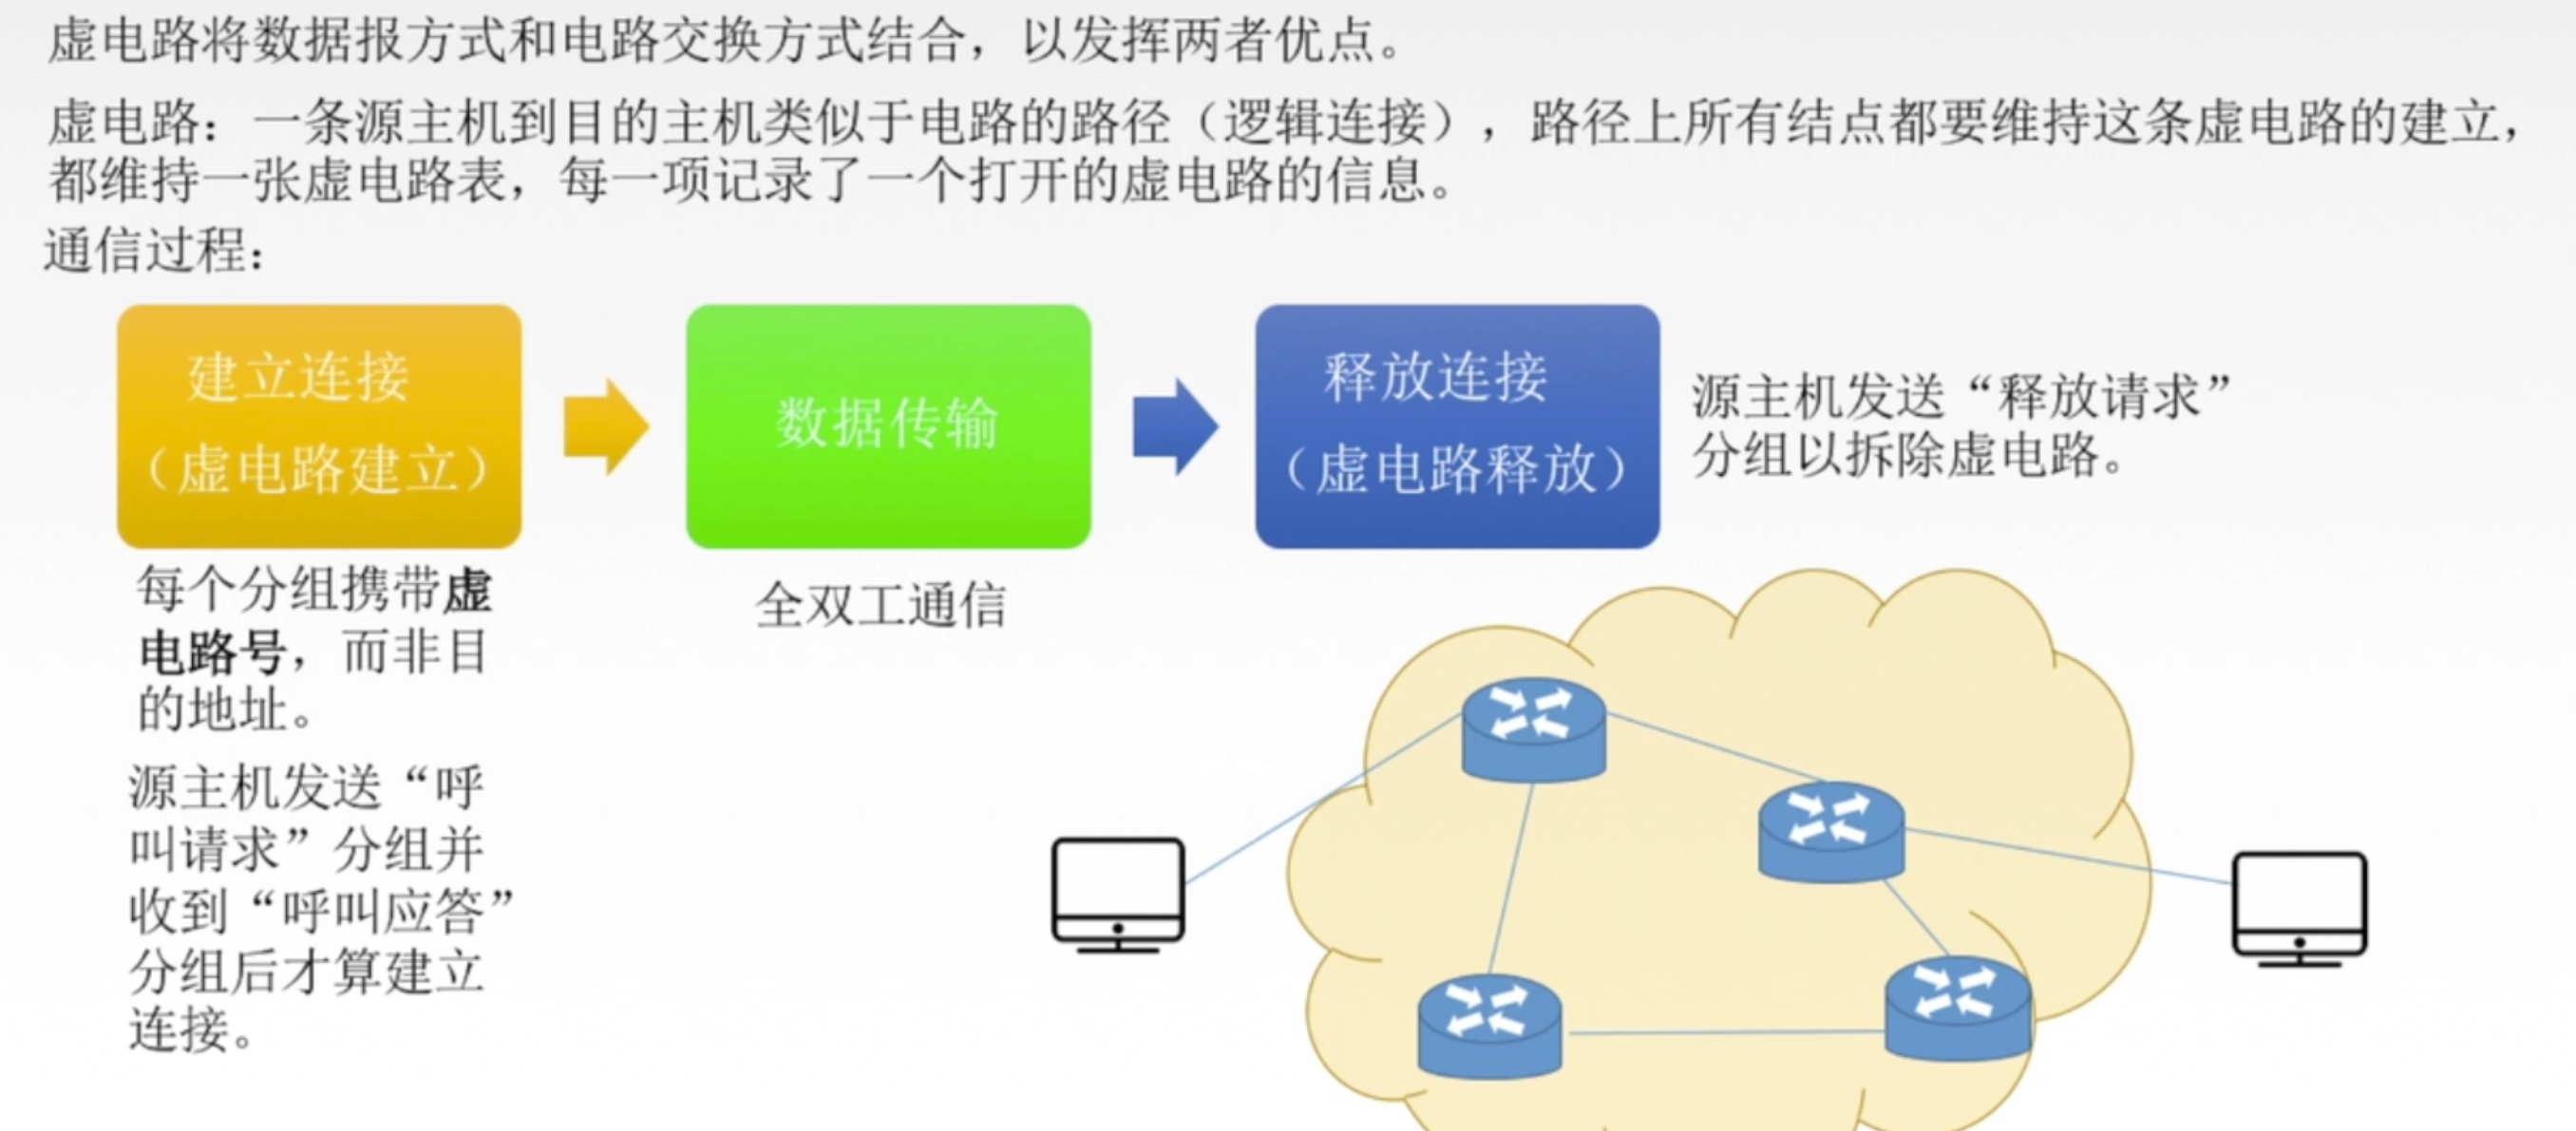 虚电路将数据报方式和电路交换方式结合，以发挥两者优点。
虚电路：一条源主机到目的主机类似于电路的路径（逻辑连接），路径上所有结点都要维持这条虚电路的建立，
都维持一张虚电路表，每一项记录了一个打开的虚电路的信息。
通信过程：
建立连接
（虚电路建立）
数据传输
释放连接
（虚电路释放）
源主机发送“释放请求”
分组以拆除虚电路。
每个分组携带虚
电路号，而非目
的地址。
源主机发送“呼
叫请求”分组并
收到“呼叫应答”
分组后才算建立
连接。
全双工通信